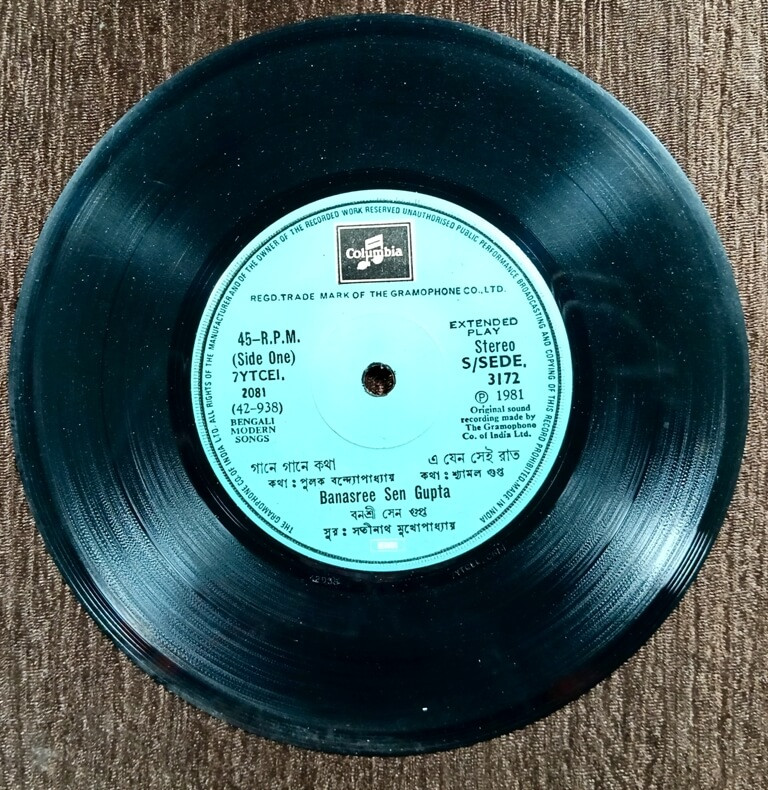 THE GRAMOPHONE CO. OF INDIA LTD. ALL RIGHTS OF THE MANUFACTURER AND OF THE OWNER OF THE RECORDED WORK RESERVED UNAUTHORISED PUBLIC PERFORMANCE BROADCASTING AND COPYING OF THIS RECORD PROHIBITED. MADE IN INDIA
Columbia
REGD. TRADE MARK OF THE GRAMOPHONE CO., LTD.
45-R.P.M.
(Side One)
7YTCEI.
2081
(42-938)
BENGALI
MODERN
SONGS
EXTENDED
PLAY
Stereo
S/SEDE.
3172
Ⓟ 1981
Original sound
recording made by
The Gramophone
Co. of India Ltd.
গানে গানে কথা
কথা : পুলক বন্দ্যোপাধ্যায়
এ যেন সেই রাত
কথা : শ্যামল গুপ্ত
Banasree Sen Gupta
বনশ্রী সেন গুপ্ত
সুর : সতীনাথ মুখোপাধ্যায়